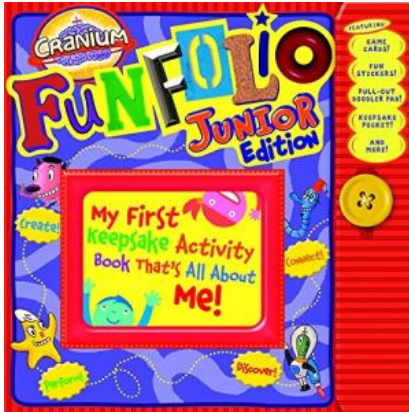 CRANIUM
FUNFOLIO
JUNIOR
Edition
FEATURING:
GAME
CARDS!
FUN
STICKERS!
PULL-OUT
DOODLER PAD!
KEEPSAKE
POCKET!
AND
MORE!
My First
Keepsake Activity
Book That's All About
Me!
Create!
Connect!
Perform!
Discover!